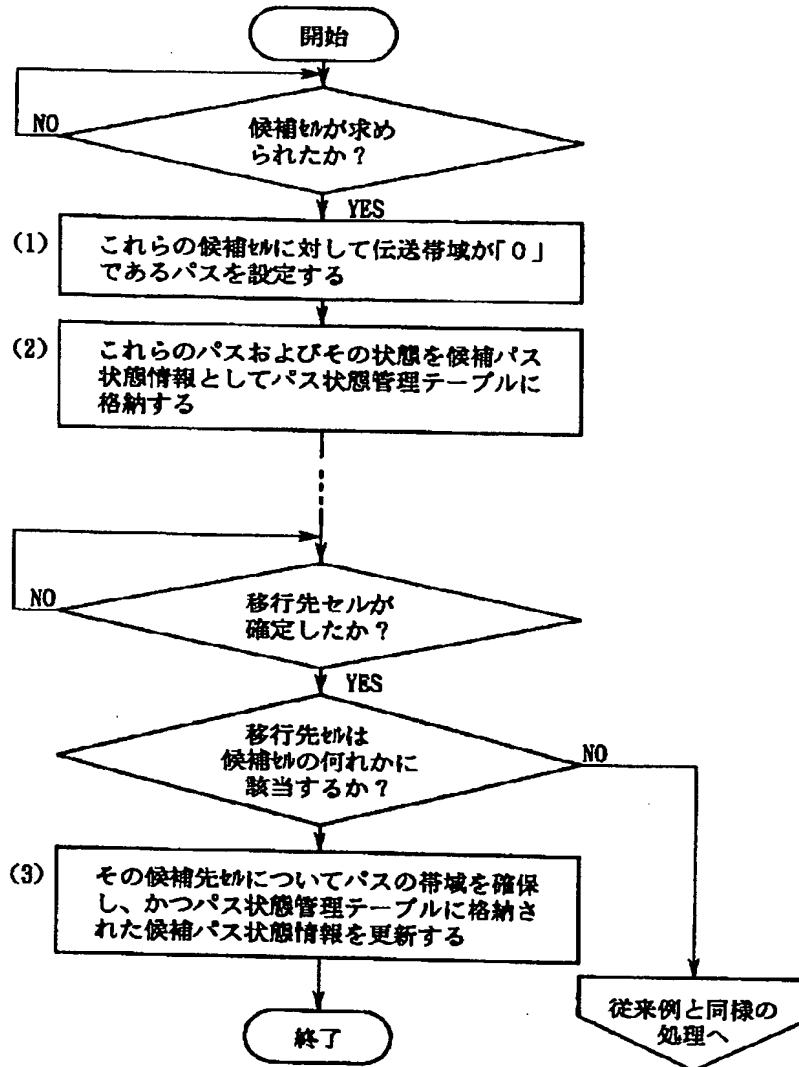 開始
NO
候補ｾﾙが求め
られたか？
YES
(1)
これらの候補ｾﾙに対して伝送帯域が「０」
であるパスを設定する
(2)
これらのパスおよびその状態を候補パス
状態情報としてパス状態管理テーブルに
格納する
NO
移行先セルが
確定したか？
YES
移行先ｾﾙは
候補ｾﾙの何れかに
該当するか？
NO
(3)
その候補先ｾﾙについてパスの帯域を確保
し、かつパス状態管理テーブルに格納さ
れた候補パス状態情報を更新する
従来例と同様の
処理へ
終了